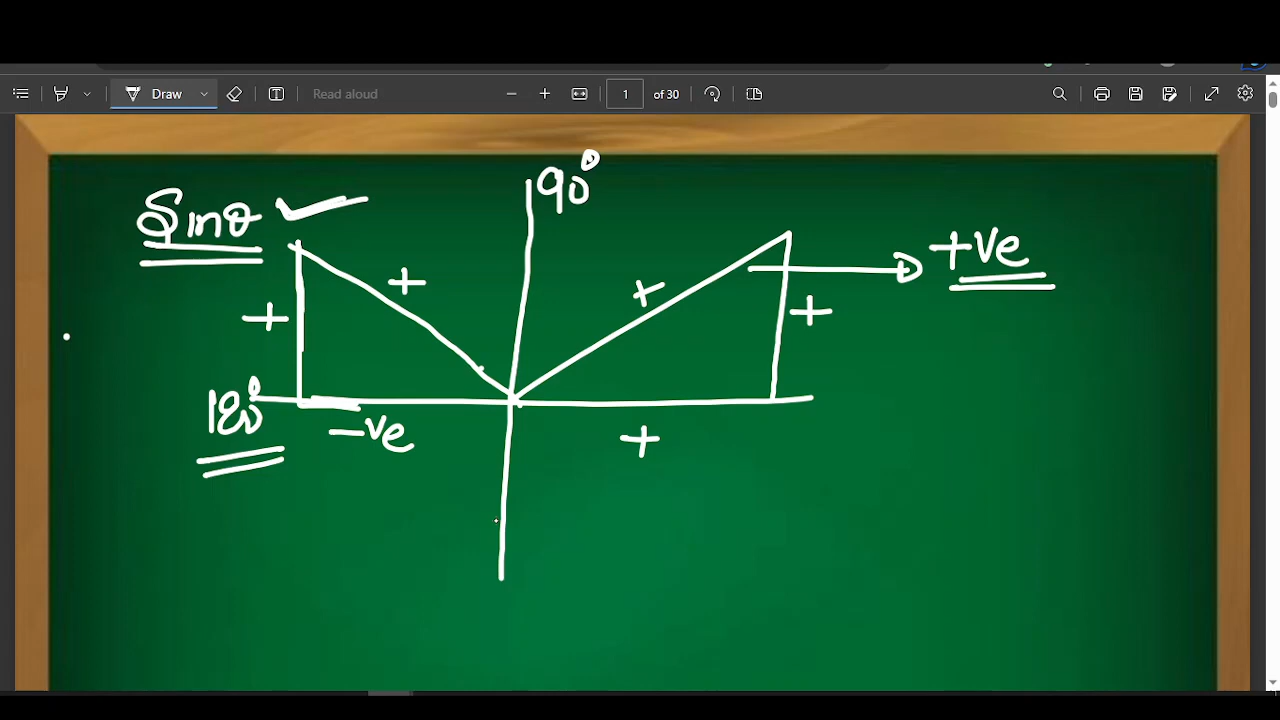 Draw
Read aloud
1 of 30
90°
Sinθ ✓
+ve
+ + + +
180°
-ve +